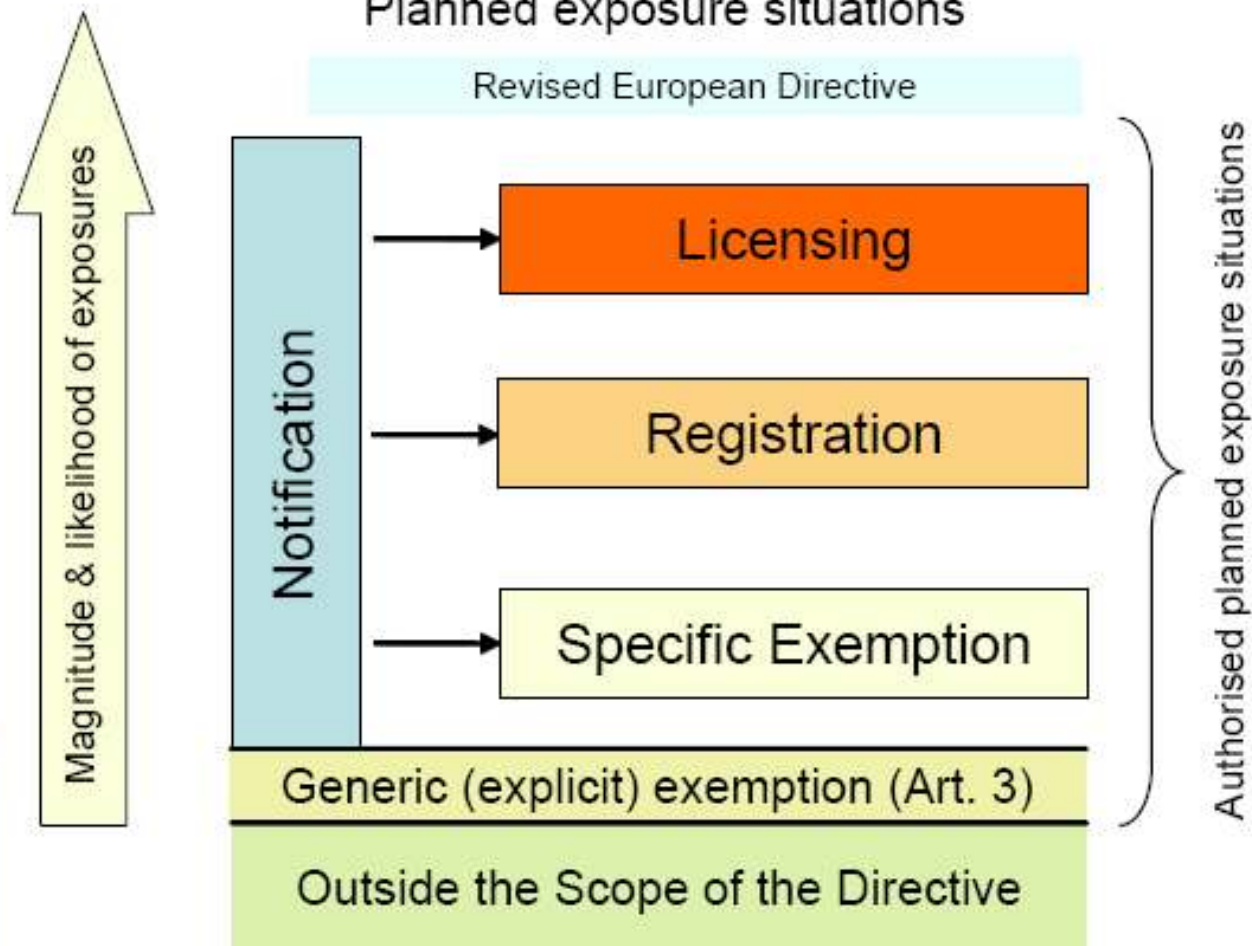 Planned exposure situations
Revised European Directive
Magnitude & likelihood of exposures
Notification
Licensing
Registration
Specific Exemption
Generic (explicit) exemption (Art. 3)
Outside the Scope of the Directive
Authorised planned exposure situations